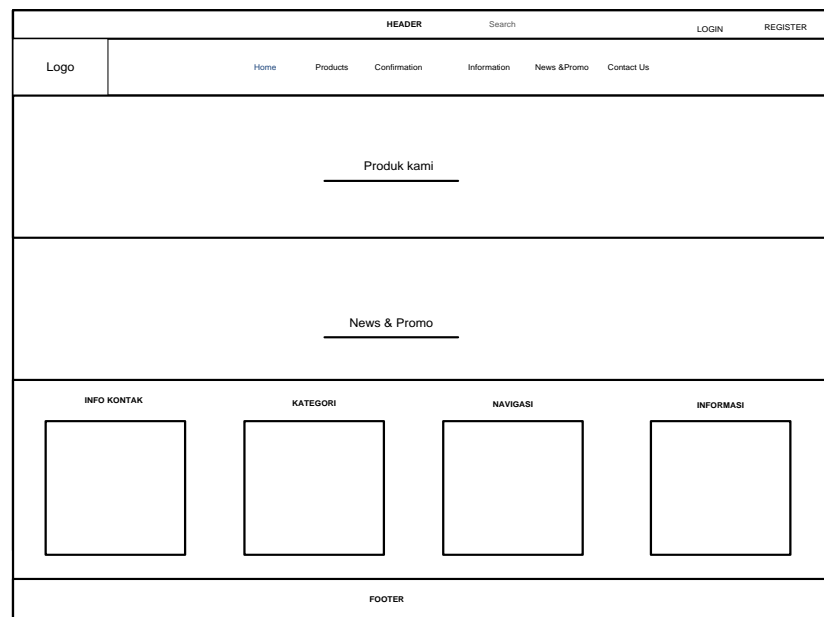 HEADER Search LOGIN REGISTER
Logo Home Products Confirmation Information News &Promo Contact Us
Produk kami
News & Promo
INFO KONTAK KATEGORI NAVIGASI INFORMASI
FOOTER